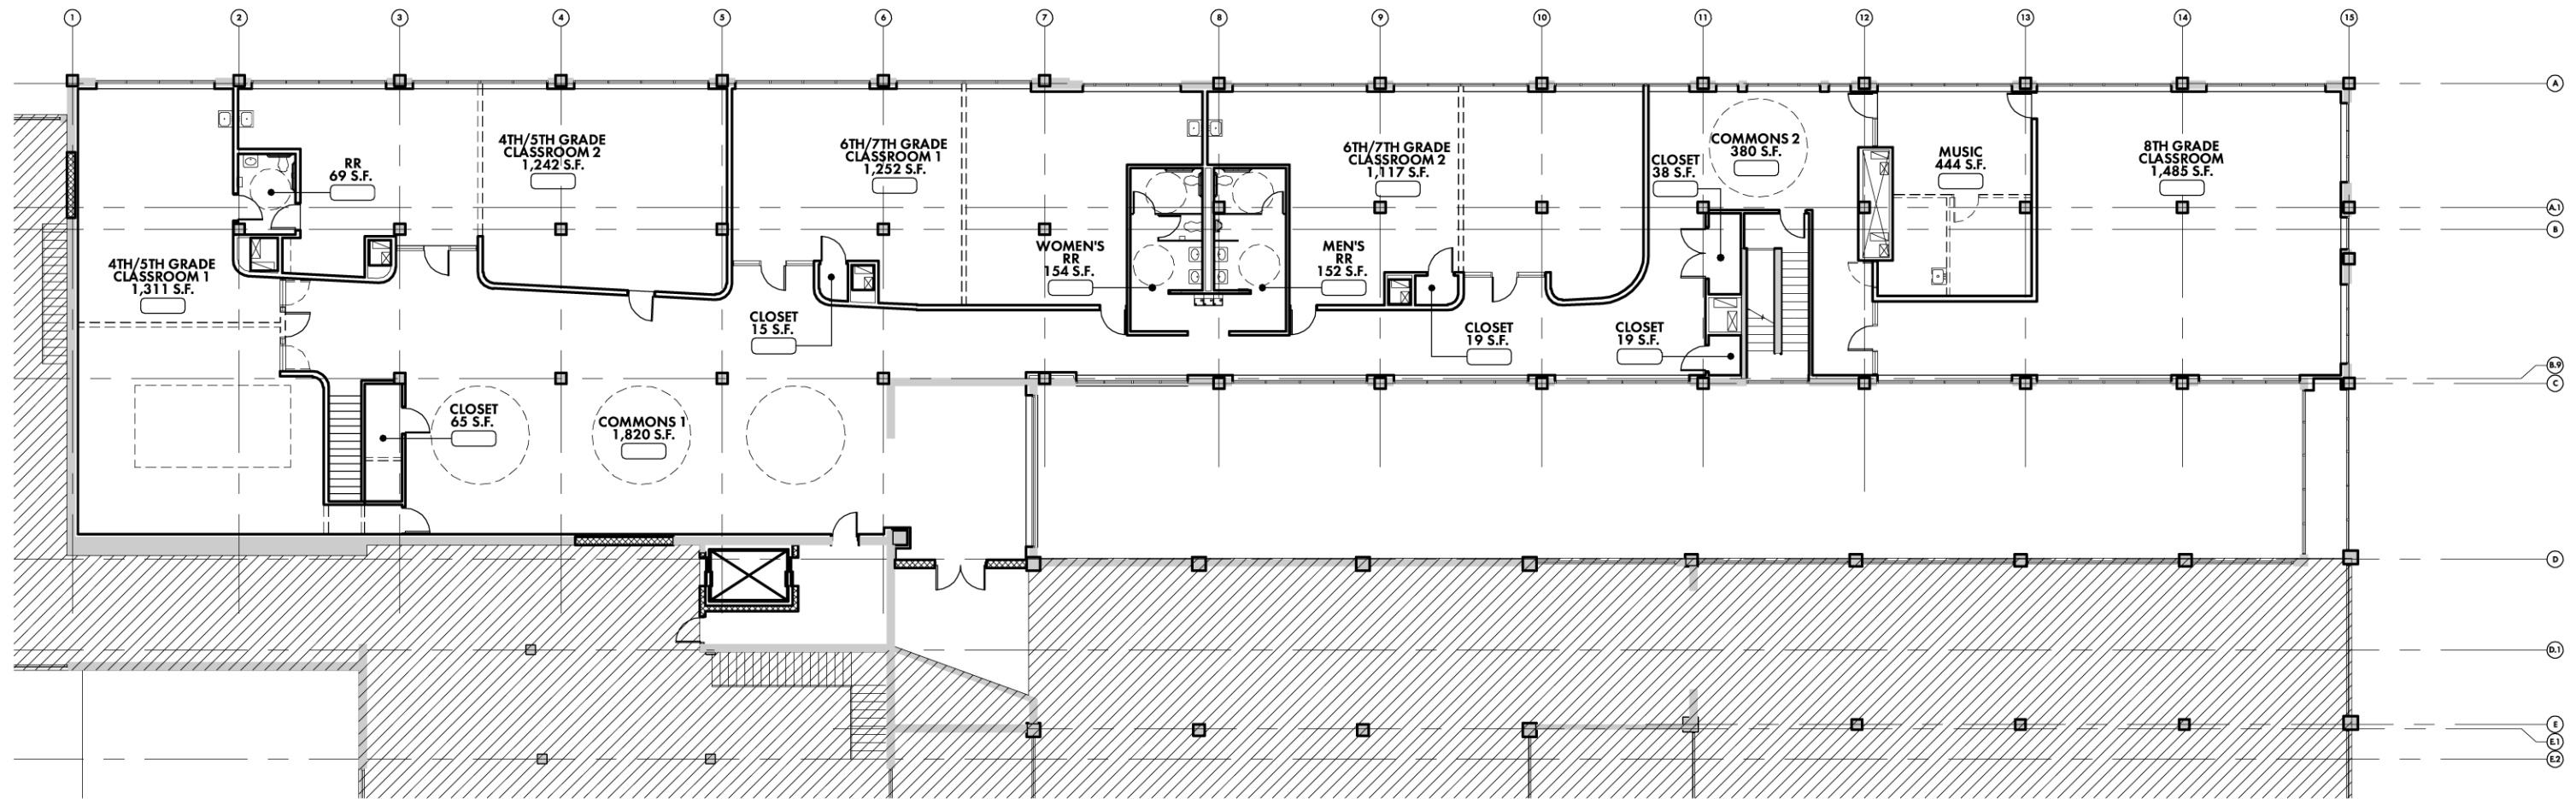 1 2 3 4 5 6 7 8 9 10 11 12 13 14 15
A
A.1
B
B.9
C
D
D.1
E
E.1
E.2
RR
69 S.F.
4TH/5TH GRADE
CLASSROOM 2
1,242 S.F.
6TH/7TH GRADE
CLASSROOM 1
1,252 S.F.
6TH/7TH GRADE
CLASSROOM 2
1,117 S.F.
CLOSET
38 S.F.
COMMONS 2
380 S.F.
MUSIC
444 S.F.
8TH GRADE
CLASSROOM
1,485 S.F.
4TH/5TH GRADE
CLASSROOM 1
1,311 S.F.
WOMEN'S
RR
154 S.F.
MEN'S
RR
152 S.F.
CLOSET
15 S.F.
CLOSET
19 S.F.
CLOSET
19 S.F.
CLOSET
65 S.F.
COMMONS 1
1,820 S.F.